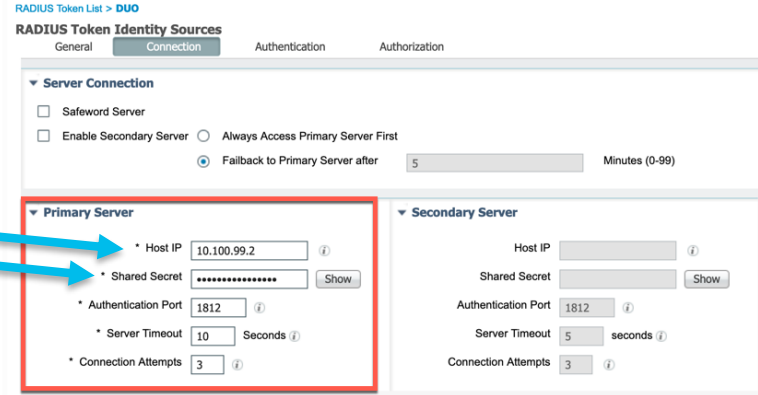 RADIUS Token List > DUO
RADIUS Token Identity Sources
General Connection Authentication Authorization
Server Connection
Safeword Server
Enable Secondary Server Always Access Primary Server First
Failback to Primary Server after 5 Minutes (0-99)
Primary Server
* Host IP 10.100.99.2
* Shared Secret •••••••••••••••• Show
* Authentication Port 1812
* Server Timeout 10 Seconds
* Connection Attempts 3
Secondary Server
Host IP
Shared Secret Show
Authentication Port 1812
Server Timeout 5 seconds
Connection Attempts 3